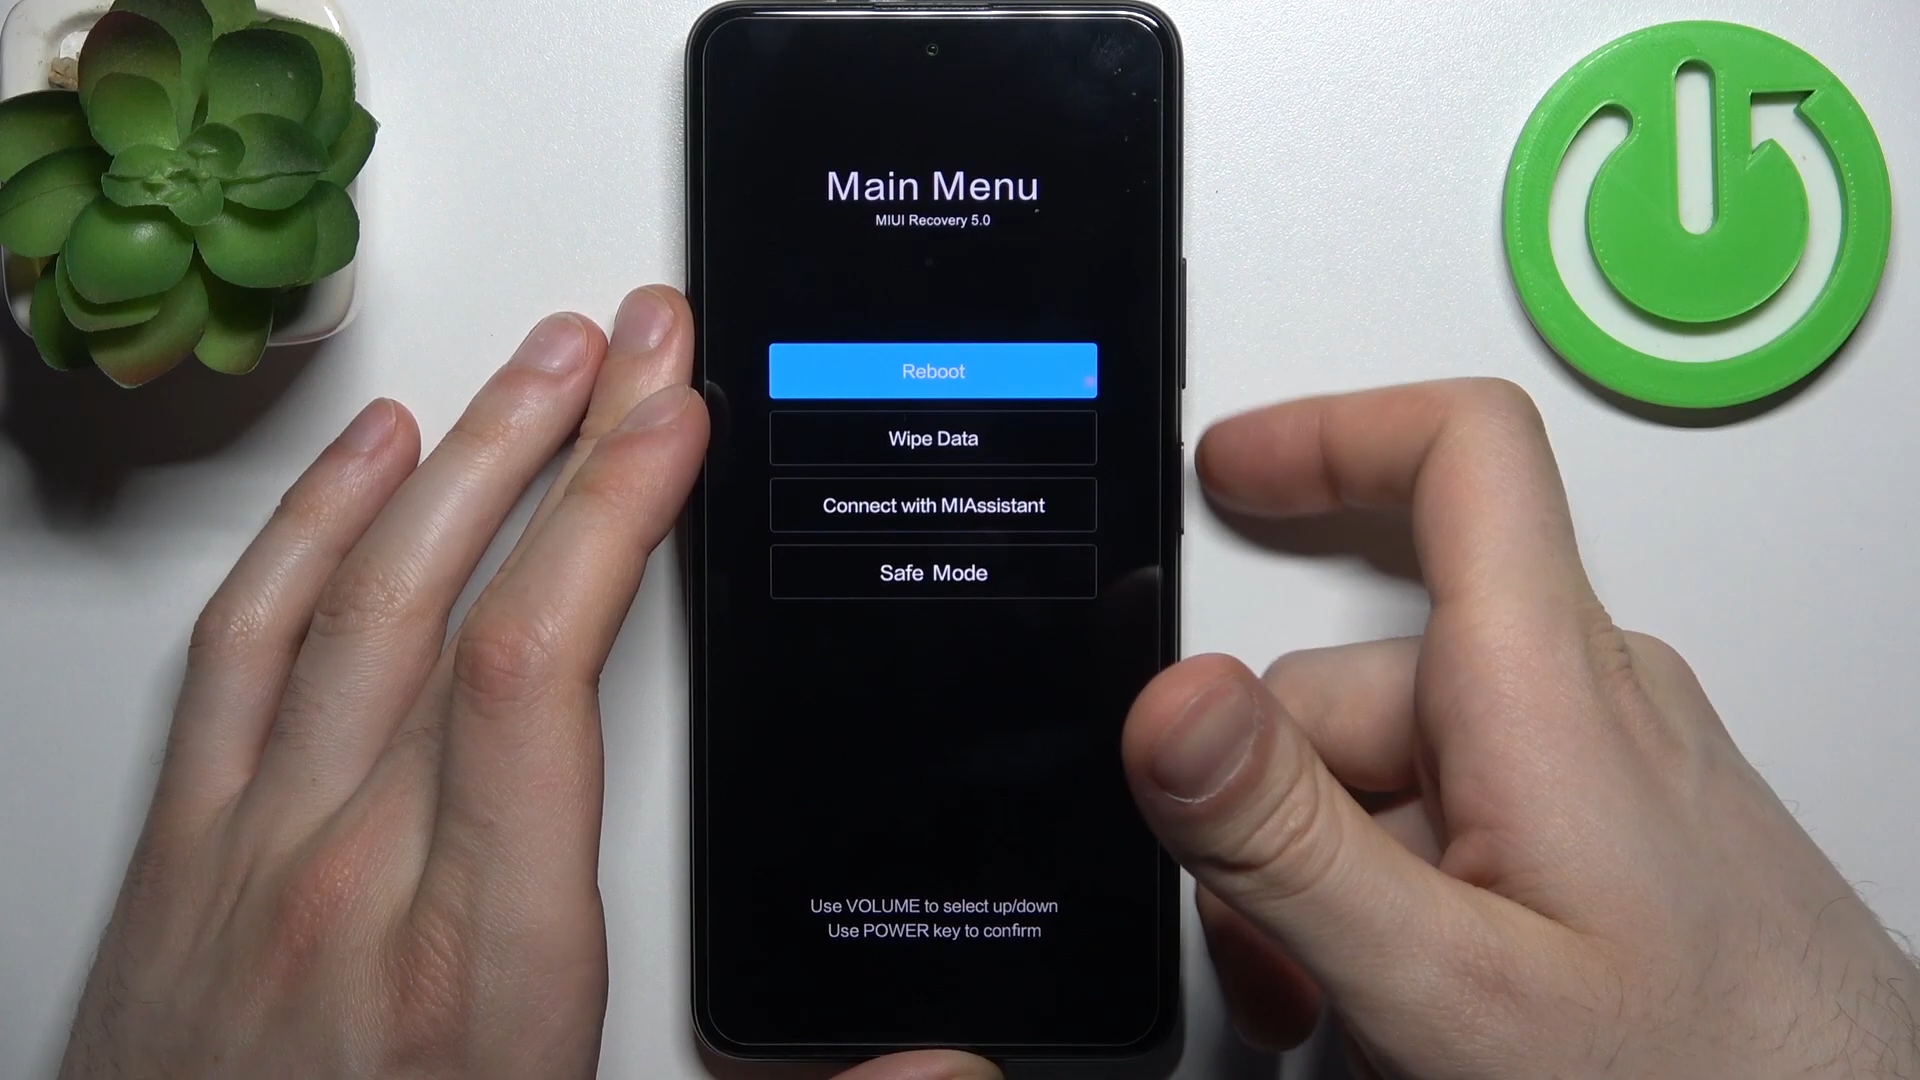 Main Menu
MIUI Recovery 5.0
Reboot
Wipe Data
Connect with MIAssistant
Safe Mode
Use VOLUME to select up/down
Use POWER key to confirm